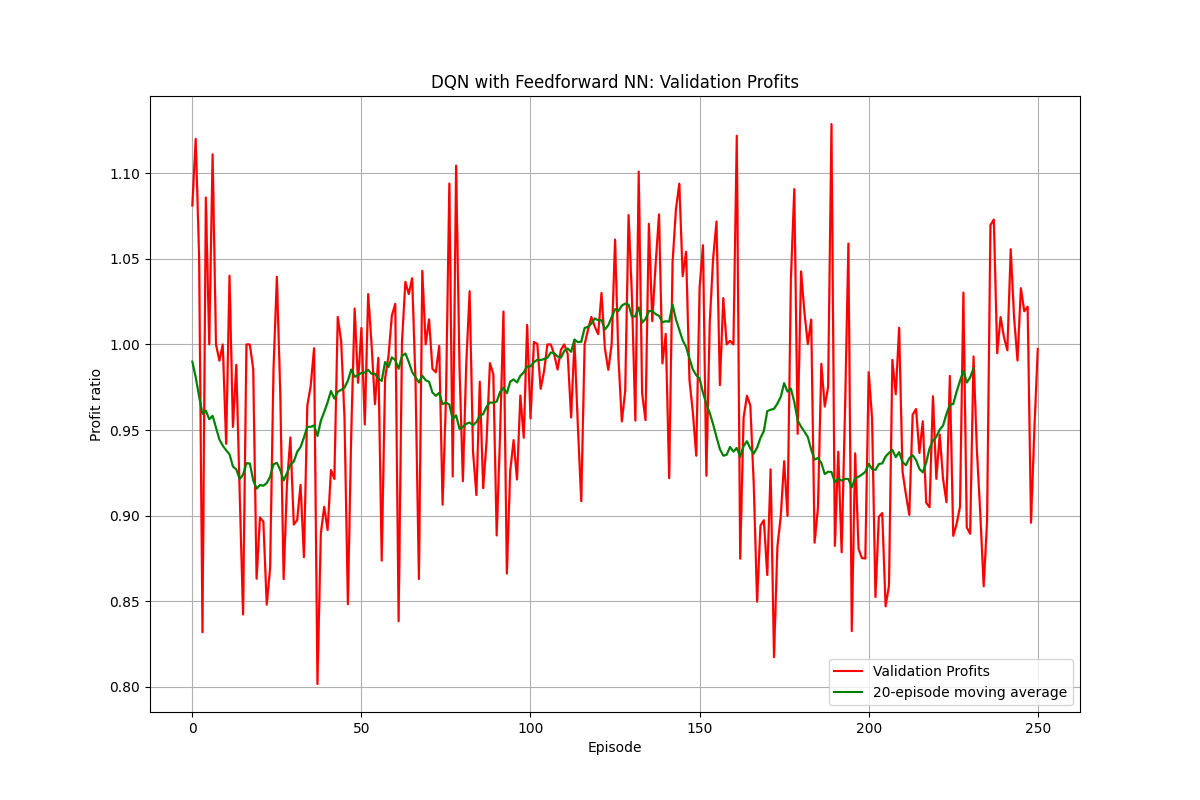 DQN with Feedforward NN: Validation Profits
Profit ratio
1.10
1.05
1.00
0.95
0.90
0.85
0.80
0
50
100
150
200
250
Episode
Validation Profits
20-episode moving average